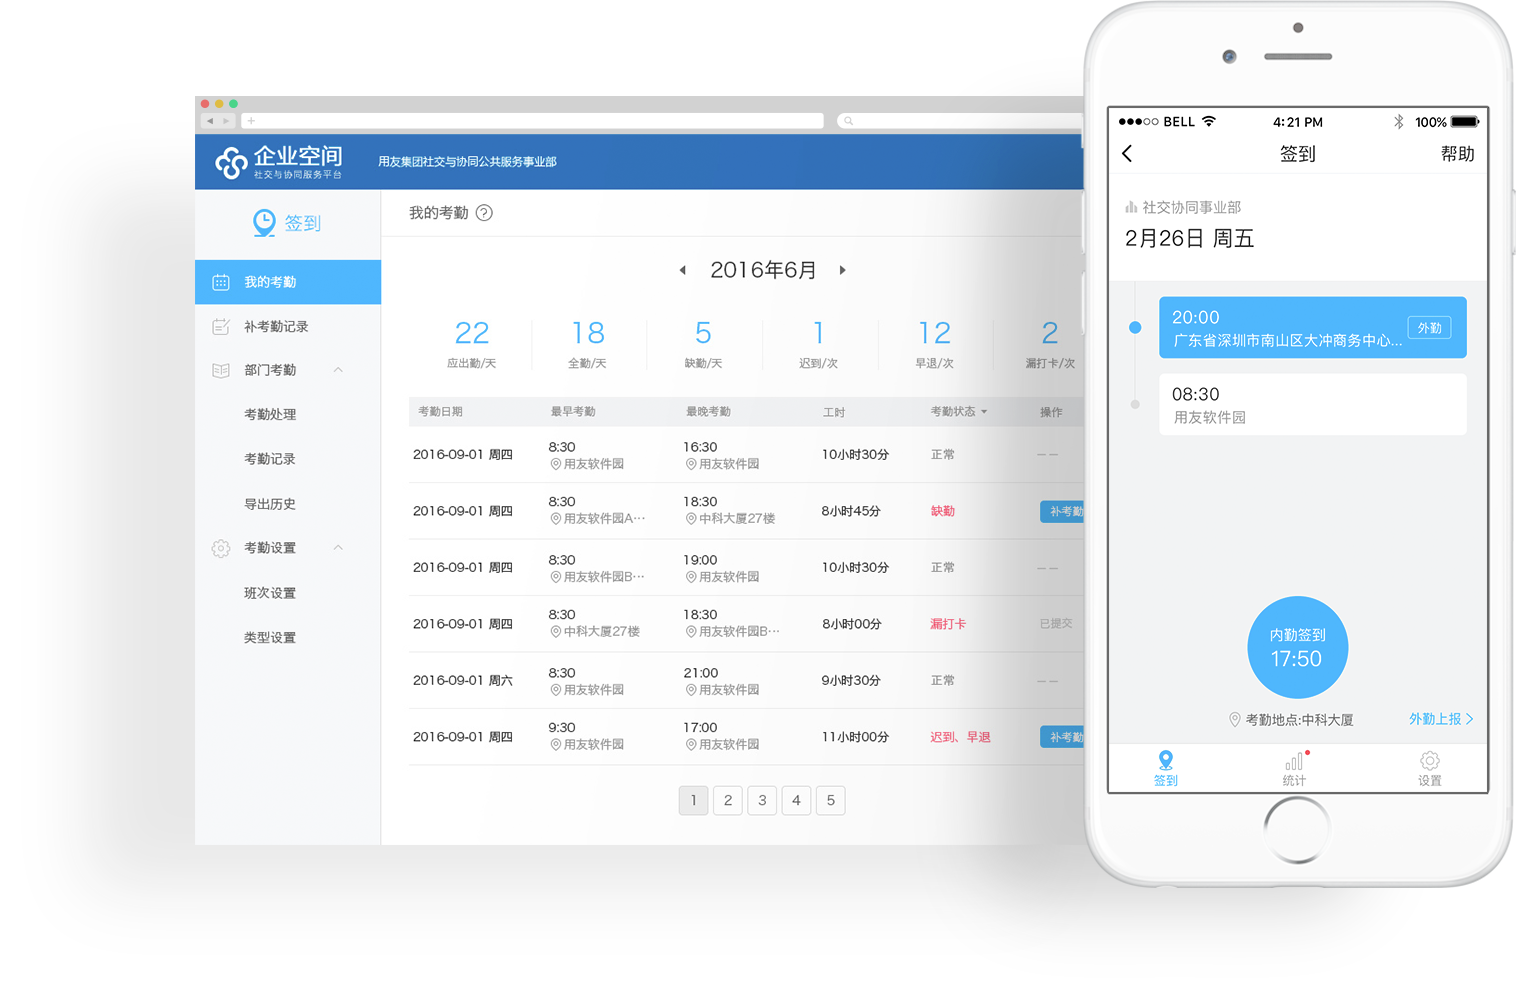 企业空间
社交与协同服务平台
用友集团社交与协同公共服务事业部
签到
我的考勤
补考勤记录
部门考勤
考勤处理
考勤记录
导出历史
考勤设置
班次设置
类型设置
我的考勤 ?
2016年6月
22 18 5 1 12 2
应出勤/天 全勤/天 缺勤/天 迟到/次 早退/次 漏打卡/次
考勤日期 最早考勤 最晚考勤 工时 考勤状态 操作
2016-09-01 周四 8:30 16:30 10小时30分 正常 ——
用友软件园 用友软件园
2016-09-01 周四 8:30 18:30 8小时45分 缺勤 补考勤
用友软件园A··· 中科大厦27楼
2016-09-01 周四 8:30 19:00 10小时30分 正常 ——
用友软件园B··· 用友软件园
2016-09-01 周四 8:30 18:30 8小时00分 漏打卡 已提交
中科大厦27楼 用友软件园B···
2016-09-01 周六 8:30 21:00 9小时30分 正常 ——
用友软件园 用友软件园
2016-09-01 周四 9:30 17:00 11小时00分 迟到、早退 补考勤
用友软件园 用友软件园
1 2 3 4 5
BELL 4:21 PM 100%
签到 帮助
社交协同事业部
2月26日 周五
20:00
广东省深圳市南山区大冲商务中心... 外勤
08:30
用友软件园
内勤签到
17:50
考勤地点:中科大厦 外勤上报
签到 统计 设置